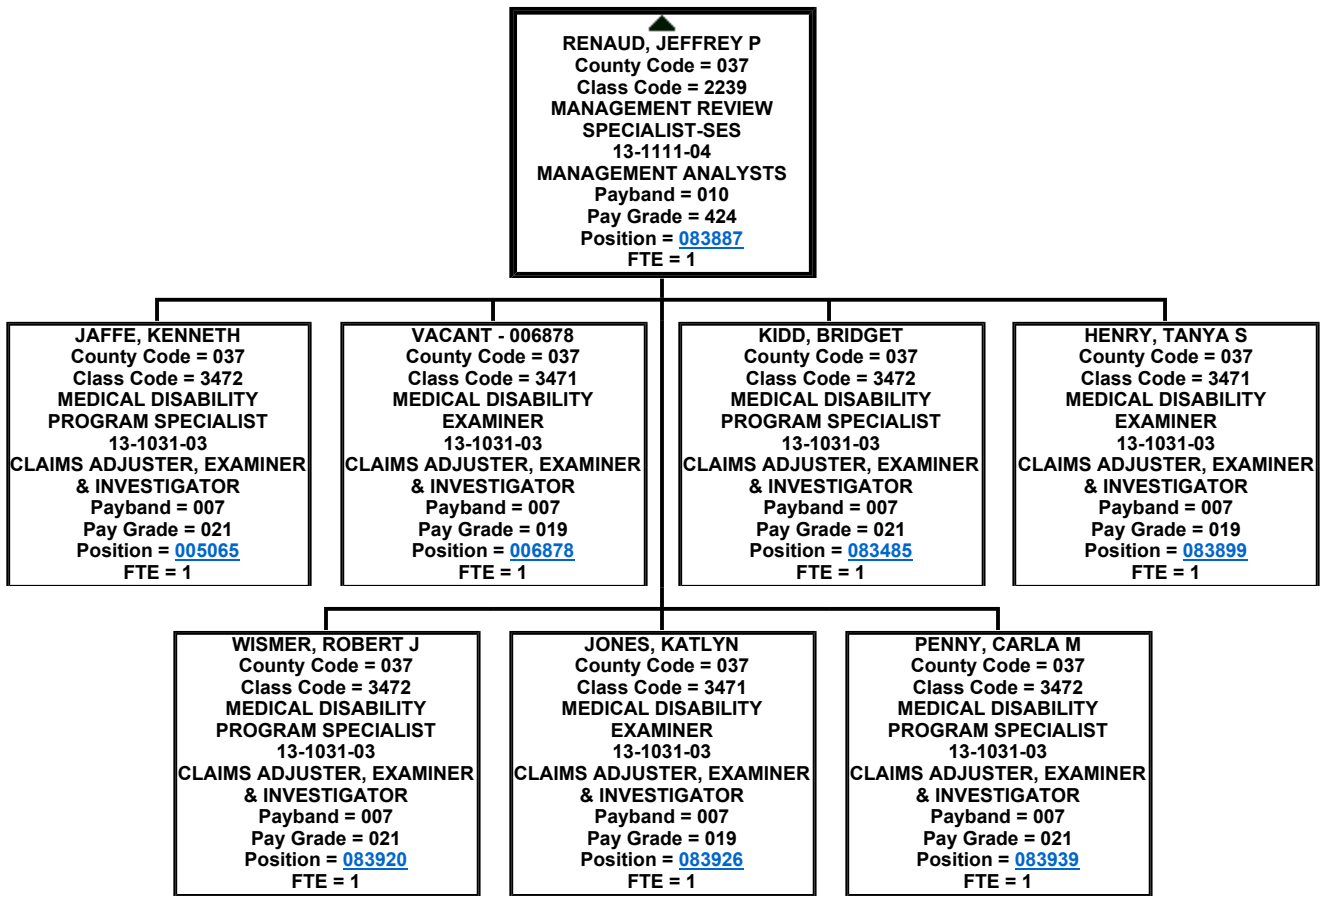 RENAUD, JEFFREY P
County Code = 037
Class Code = 2239
MANAGEMENT REVIEW
SPECIALIST-SES
13-1111-04
MANAGEMENT ANALYSTS
Payband = 010
Pay Grade = 424
Position = 083887
FTE = 1
JAFFE, KENNETH
County Code = 037
Class Code = 3472
MEDICAL DISABILITY
PROGRAM SPECIALIST
13-1031-03
CLAIMS ADJUSTER, EXAMINER
& INVESTIGATOR
Payband = 007
Pay Grade = 021
Position = 005065
FTE = 1
VACANT - 006878
County Code = 037
Class Code = 3471
MEDICAL DISABILITY
EXAMINER
13-1031-03
CLAIMS ADJUSTER, EXAMINER
& INVESTIGATOR
Payband = 007
Pay Grade = 019
Position = 006878
FTE = 1
KIDD, BRIDGET
County Code = 037
Class Code = 3472
MEDICAL DISABILITY
PROGRAM SPECIALIST
13-1031-03
CLAIMS ADJUSTER, EXAMINER
& INVESTIGATOR
Payband = 007
Pay Grade = 021
Position = 083485
FTE = 1
HENRY, TANYA S
County Code = 037
Class Code = 3471
MEDICAL DISABILITY
EXAMINER
13-1031-03
CLAIMS ADJUSTER, EXAMINER
& INVESTIGATOR
Payband = 007
Pay Grade = 019
Position = 083899
FTE = 1
WISMER, ROBERT J
County Code = 037
Class Code = 3472
MEDICAL DISABILITY
PROGRAM SPECIALIST
13-1031-03
CLAIMS ADJUSTER, EXAMINER
& INVESTIGATOR
Payband = 007
Pay Grade = 021
Position = 083920
FTE = 1
JONES, KATLYN
County Code = 037
Class Code = 3471
MEDICAL DISABILITY
EXAMINER
13-1031-03
CLAIMS ADJUSTER, EXAMINER
& INVESTIGATOR
Payband = 007
Pay Grade = 019
Position = 083926
FTE = 1
PENNY, CARLA M
County Code = 037
Class Code = 3472
MEDICAL DISABILITY
PROGRAM SPECIALIST
13-1031-03
CLAIMS ADJUSTER, EXAMINER
& INVESTIGATOR
Payband = 007
Pay Grade = 021
Position = 083939
FTE = 1